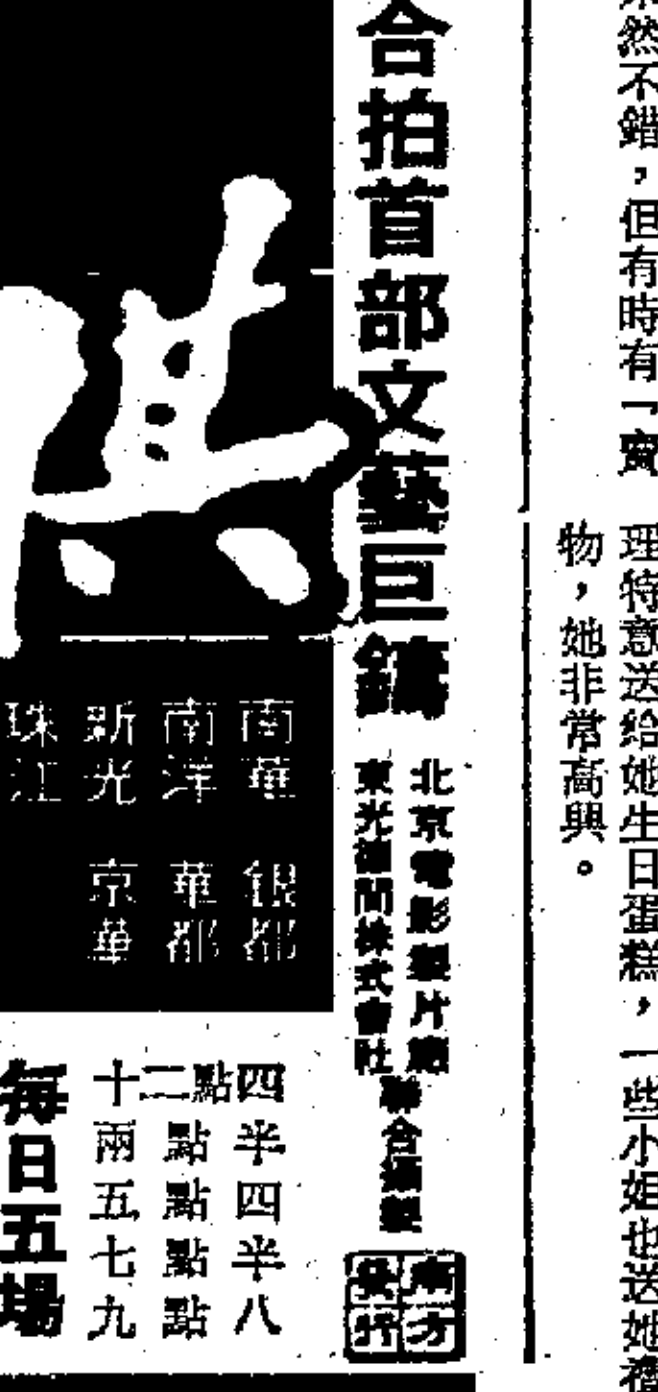 然不錯，但有時有「寶
理特意送給她生日蛋糕，一些小姐也送她禮
物，她非常高興。
合拍首部文藝巨鑄
北京電影製片廠
東光德間株式會社
聯合攝製
南方
發行
棋
南華 銀都
南洋 華都
新光 京華
珠江
十二點四
兩點半
五點四
七點半
九點八
每日五場